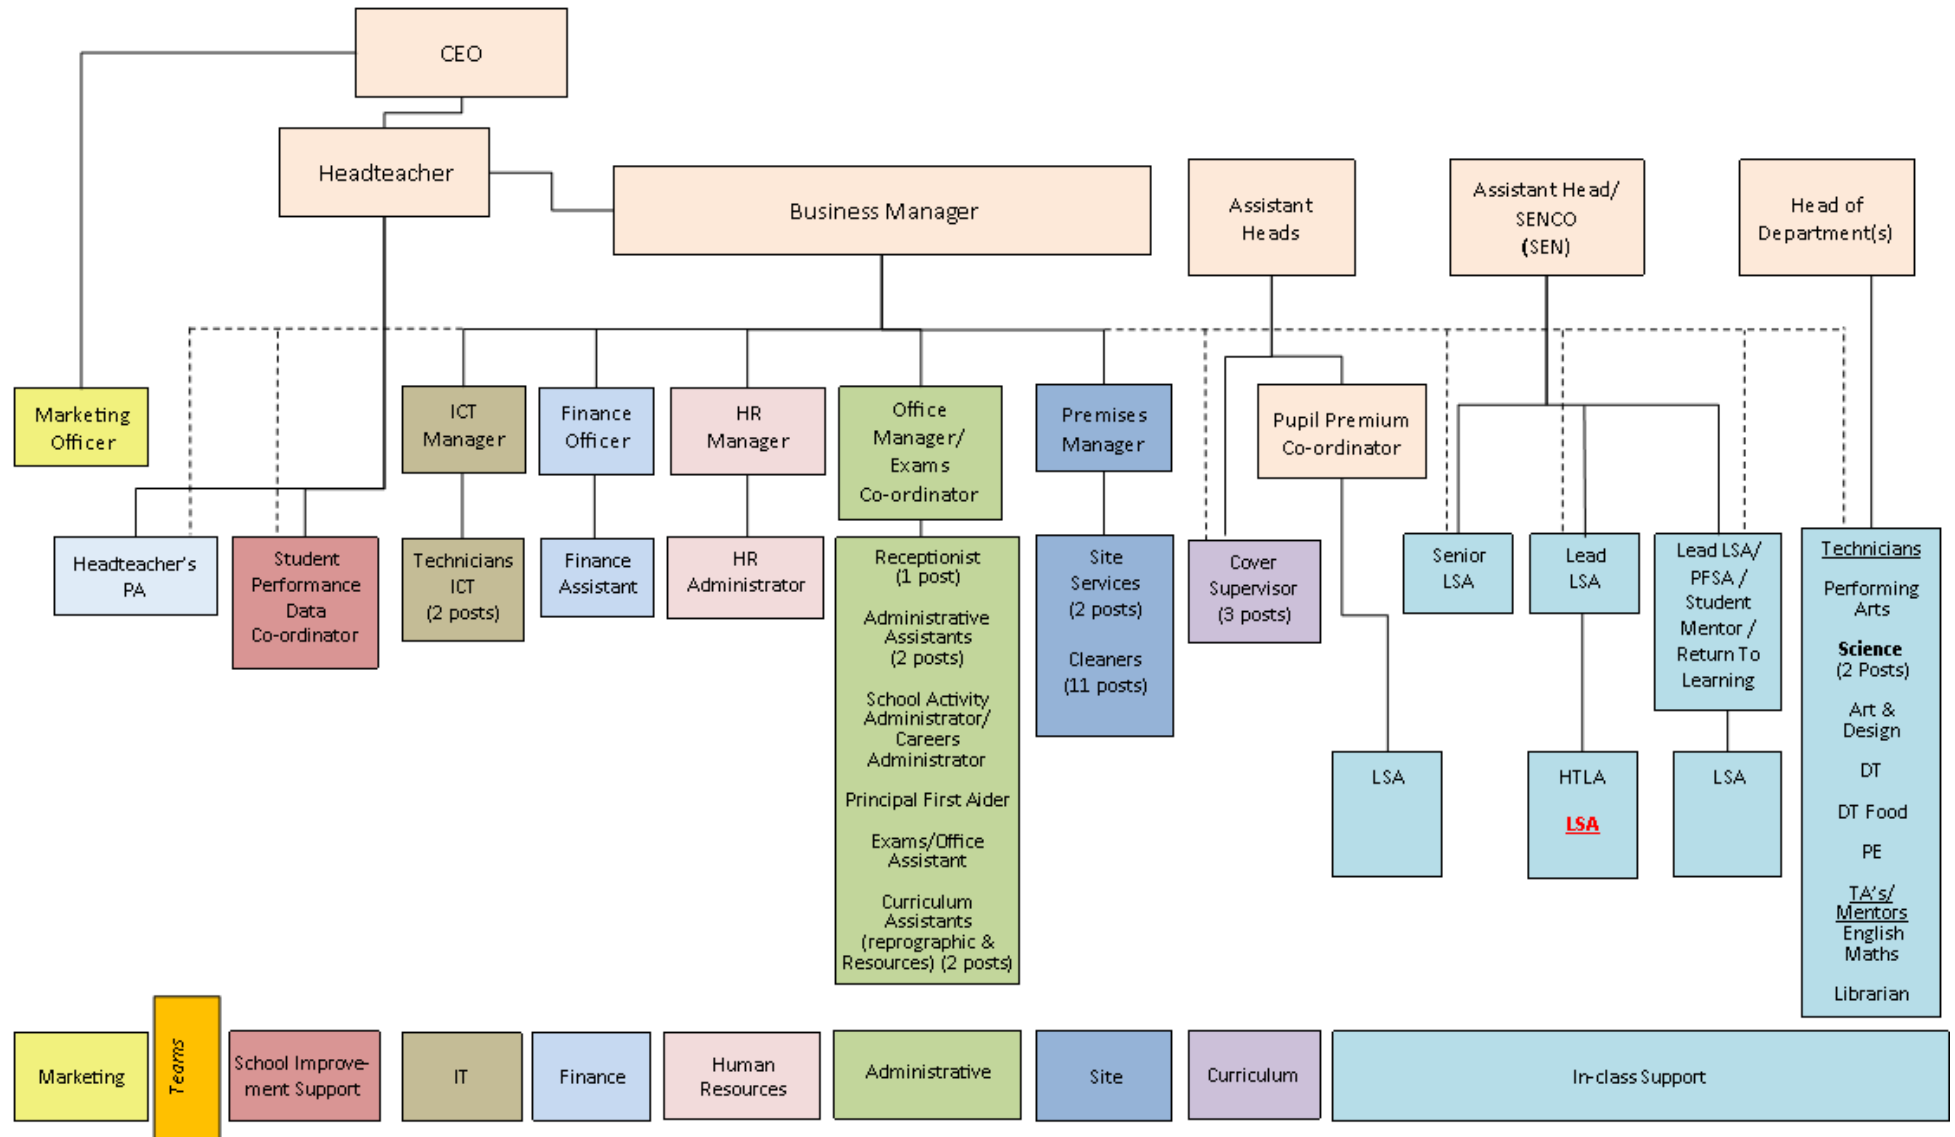 CEO
Headteacher
Business Manager
Assistant
Heads
Assistant Head/
SENCO
(SEN)
Head of
Department(s)
Marketing
Officer
ICT
Manager
Finance
Officer
HR
Manager
Office
Manager/
Exams
Co-ordinator
Premises
Manager
Pupil Premium
Co-ordinator
Headteacher's
PA
Student
Performance
Data
Co-ordinator
Technicians
ICT
(2 posts)
Finance
Assistant
HR
Administrator
Receptionist
(1 post)
Administrative
Assistants
(2 posts)
School Activity
Administrator/
Careers
Administrator
Principal First Aider
Exams/Office
Assistant
Curriculum
Assistants
(reprographic &
Resources) (2 posts)
Site
Services
(2 posts)
Cleaners
(11 posts)
Cover
Supervisor
(3 posts)
Senior
LSA
Lead
LSA
Lead LSA/
PFSA /
Student
Mentor /
Return To
Learning
Technicians
Performing
Arts
Science
(2 Posts)
Art &
Design
DT
DT Food
PE
TA's/
Mentors
English
Maths
Librarian
LSA
HTLA
LSA
LSA
Marketing
Teams
School Improve-
ment Support
IT
Finance
Human
Resources
Administrative
Site
Curriculum
In-class Support